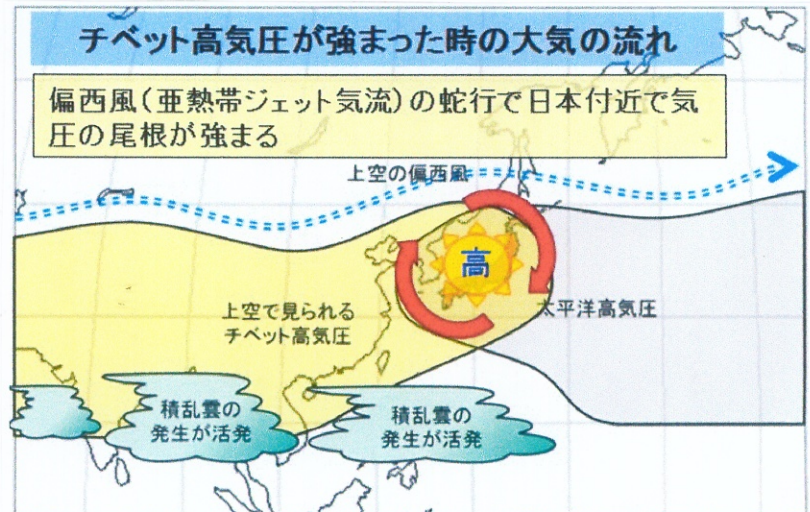 チベット高気圧が強まった時の大気の流れ
偏西風(亜熱帯ジェット気流)の蛇行で日本付近で気
圧の尾根が強まる
上空の偏西風
高
上空で見られる
チベット高気圧
太平洋高気圧
積乱雲の
発生が活発
積乱雲の
発生が活発